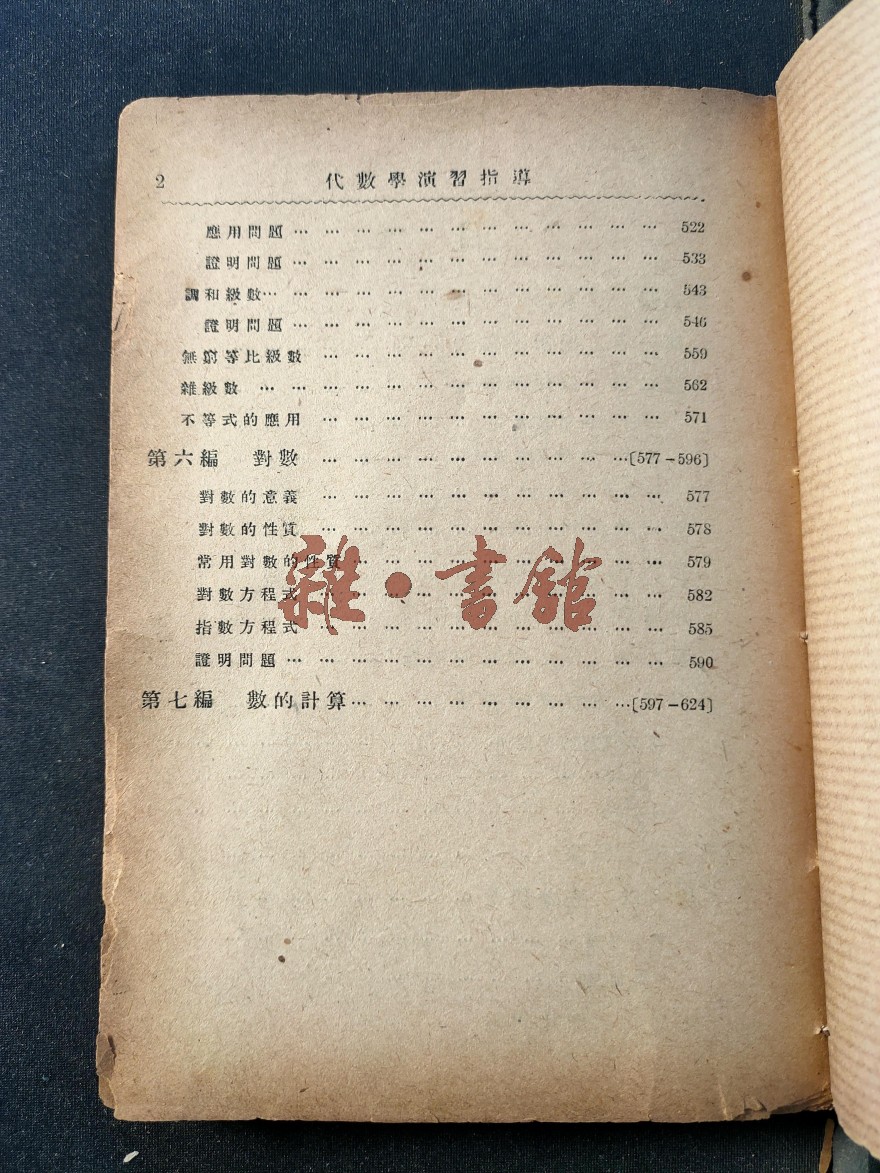 2 代數學演習指導
應用問題 … … … … … … … … … … … … 522
證明問題 … … … … … … … … … … … … 533
調和級數 … … … … … … … … … … … … … 543
證明問題 … … … … … … … … … … … … 546
無窮等比級數 … … … … … … … … … … … 559
雜級數 … … … … … … … … … … … … … 562
不等式的應用 … … … … … … … … … … … 571
第六編 對數 … … … … … … … … … …〔577-596〕
對數的意義 … … … … … … … … … … … 577
對數的性質 … … … … … … … … … … … 578
常用對數的性質 … … … … … … … … … … 579
對數方程式 … … … … … … … … … … … 582
指數方程式 … … … … … … … … … … … 585
證明問題 … … … … … … … … … … … … 590
第七編 數的計算 … … … … … … … … …〔597-624〕
雜·書館